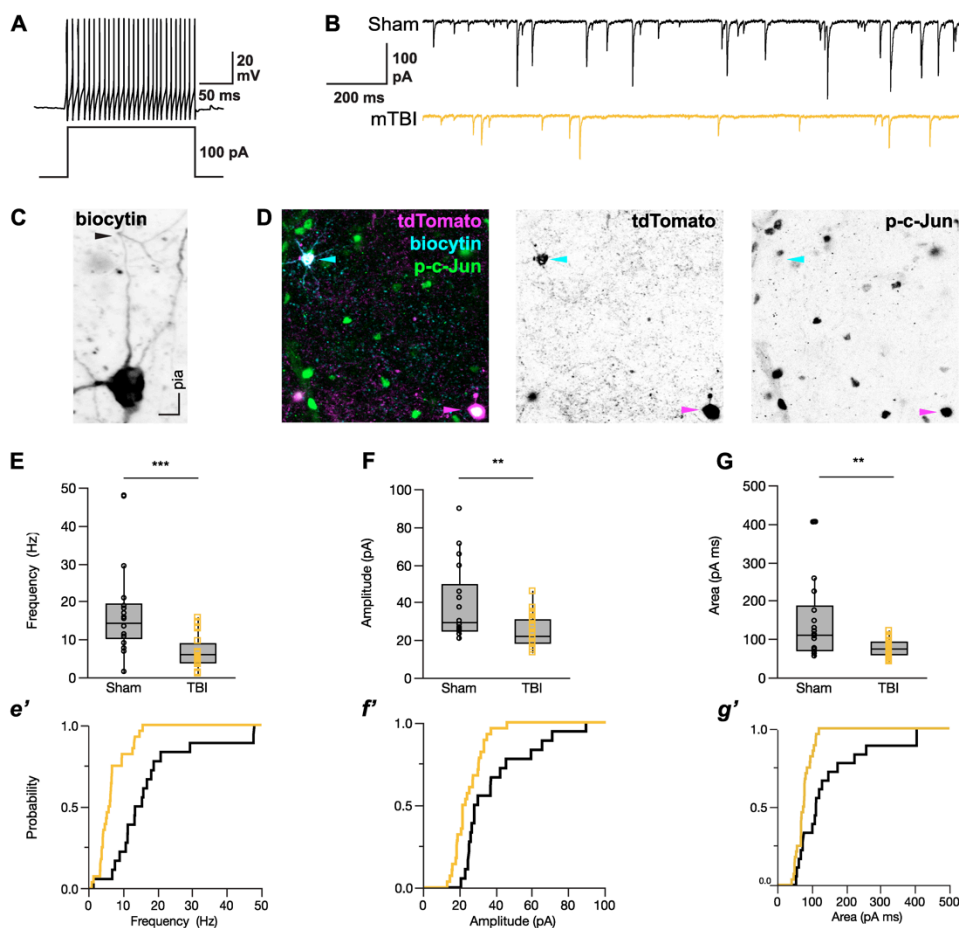 A
20
mV
50 ms
100 pA
B
Sham
100
pA
200 ms
mTBI
C
biocytin
pia
D
tdTomato
biocytin
p-c-Jun
tdTomato
p-c-Jun
E
***
Frequency (Hz)
50
40
30
20
10
0
Sham TBI
F
**
Amplitude (pA)
100
80
60
40
20
0
Sham TBI
G
**
Area (pA ms)
500
400
300
200
100
0
Sham TBI
e'
Probability
1.0
0.5
0.0
0 10 20 30 40 50
Frequency (Hz)
f'
1.0
0.5
0.0
0 20 40 60 80 100
Amplitude (pA)
g'
1.0
0.5
0.0
0 100 200 300 400 500
Area (pA ms)